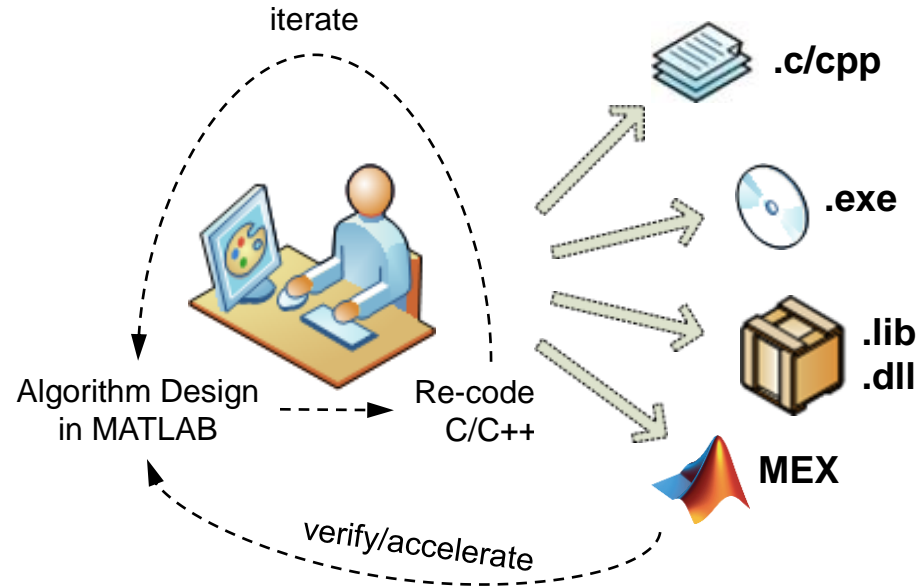 iterate
.c/cpp
.exe
.lib
.dll
Algorithm Design
in MATLAB
Re-code
C/C++
MEX
verify/accelerate